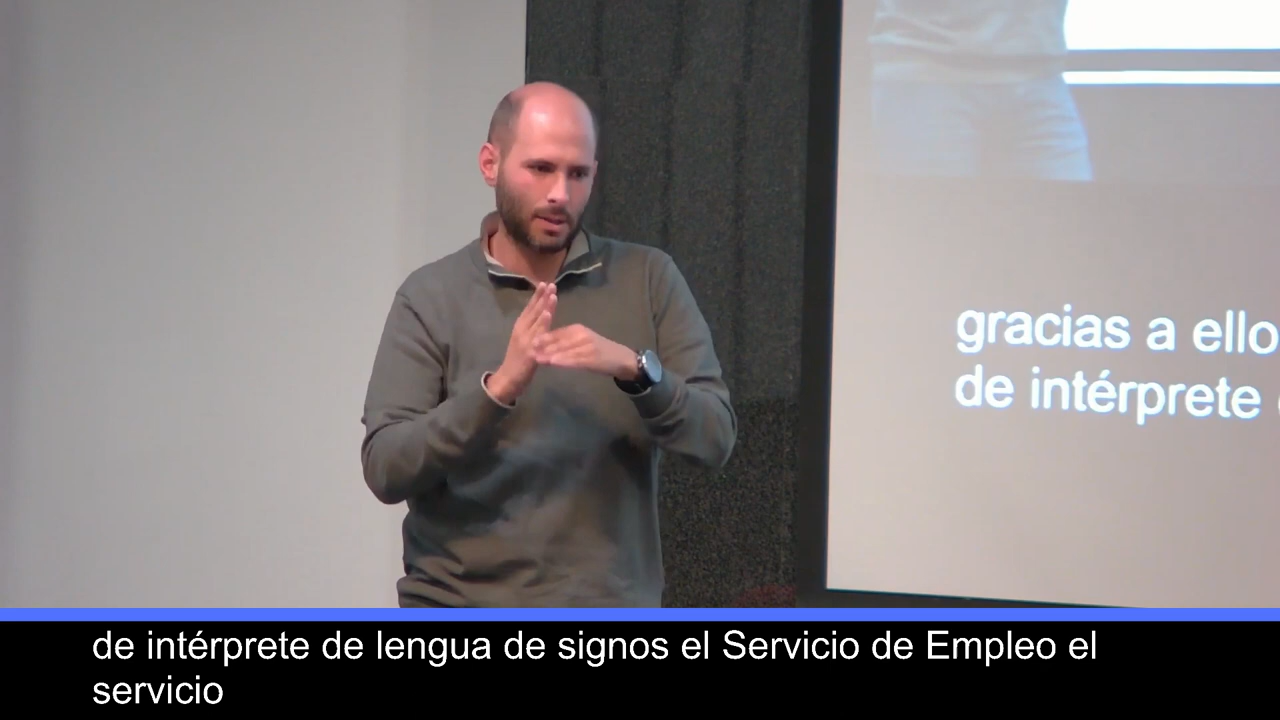 gracias a ello
de intérprete
de intérprete de lengua de signos el Servicio de Empleo el
servicio